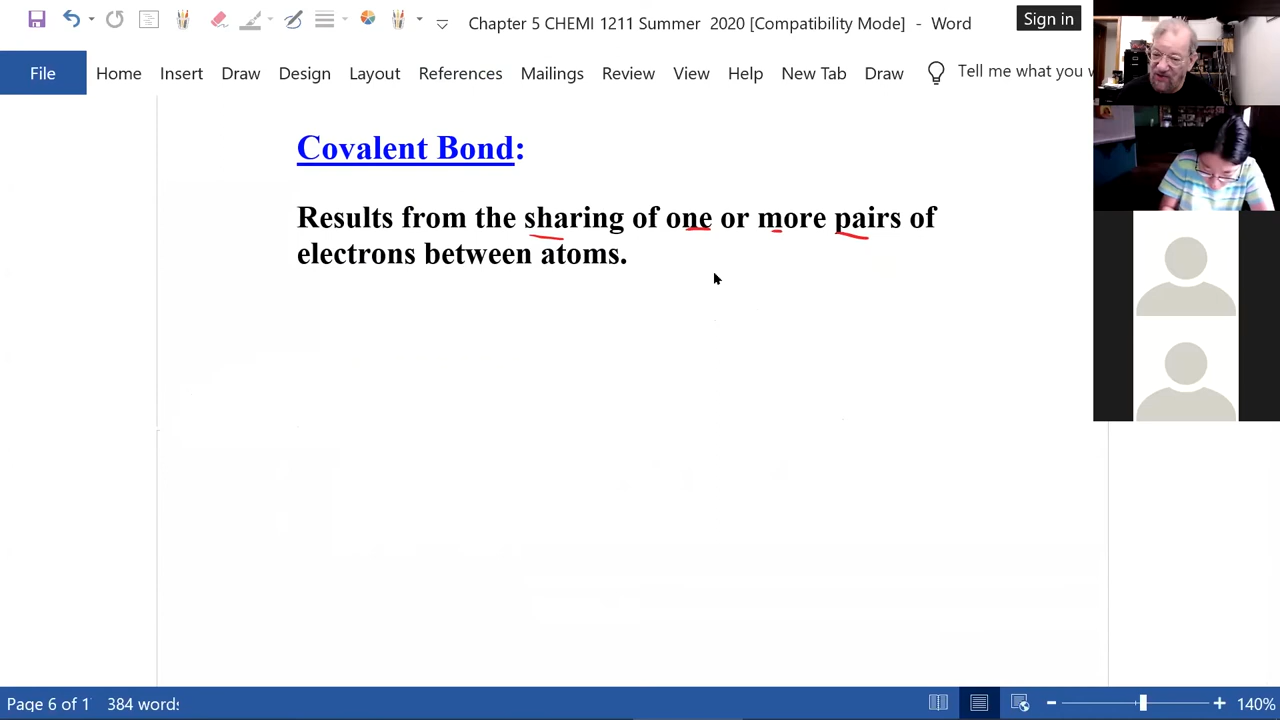 Chapter 5 CHEMI 1211 Summer 2020 [Compatibility Mode] - Word
Sign in
File Home Insert Draw Design Layout References Mailings Review View Help New Tab Draw Tell me what you
Covalent Bond:
Results from the sharing of one or more pairs of
electrons between atoms.
Page 6 of 1 384 words
140%